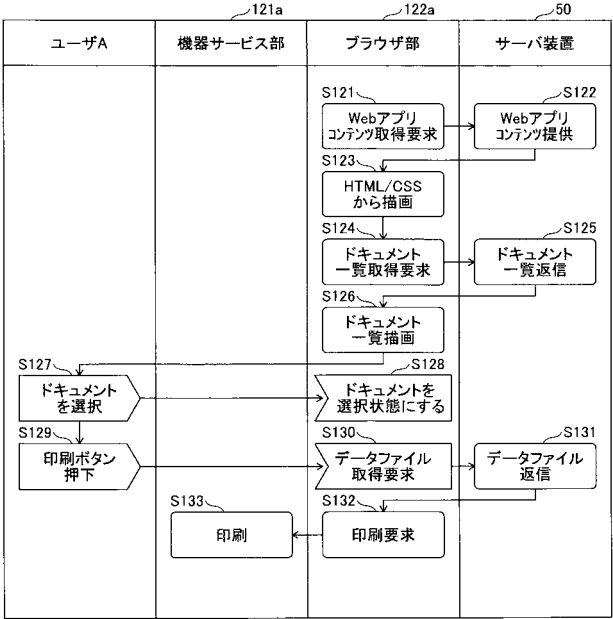 121a
122a
50
ユーザA
機器サービス部
ブラウザ部
サーバ装置
S121
Webアプリ
コンテンツ取得要求
S122
Webアプリ
コンテンツ提供
S123
HTML/CSS
から描画
S124
ドキュメント
一覧取得要求
S125
ドキュメント
一覧返信
S126
ドキュメント
一覧描画
S127
ドキュメント
を選択
S128
ドキュメントを
選択状態にする
S129
印刷ボタン
押下
S130
データファイル
取得要求
S131
データファイル
返信
S132
印刷要求
S133
印刷